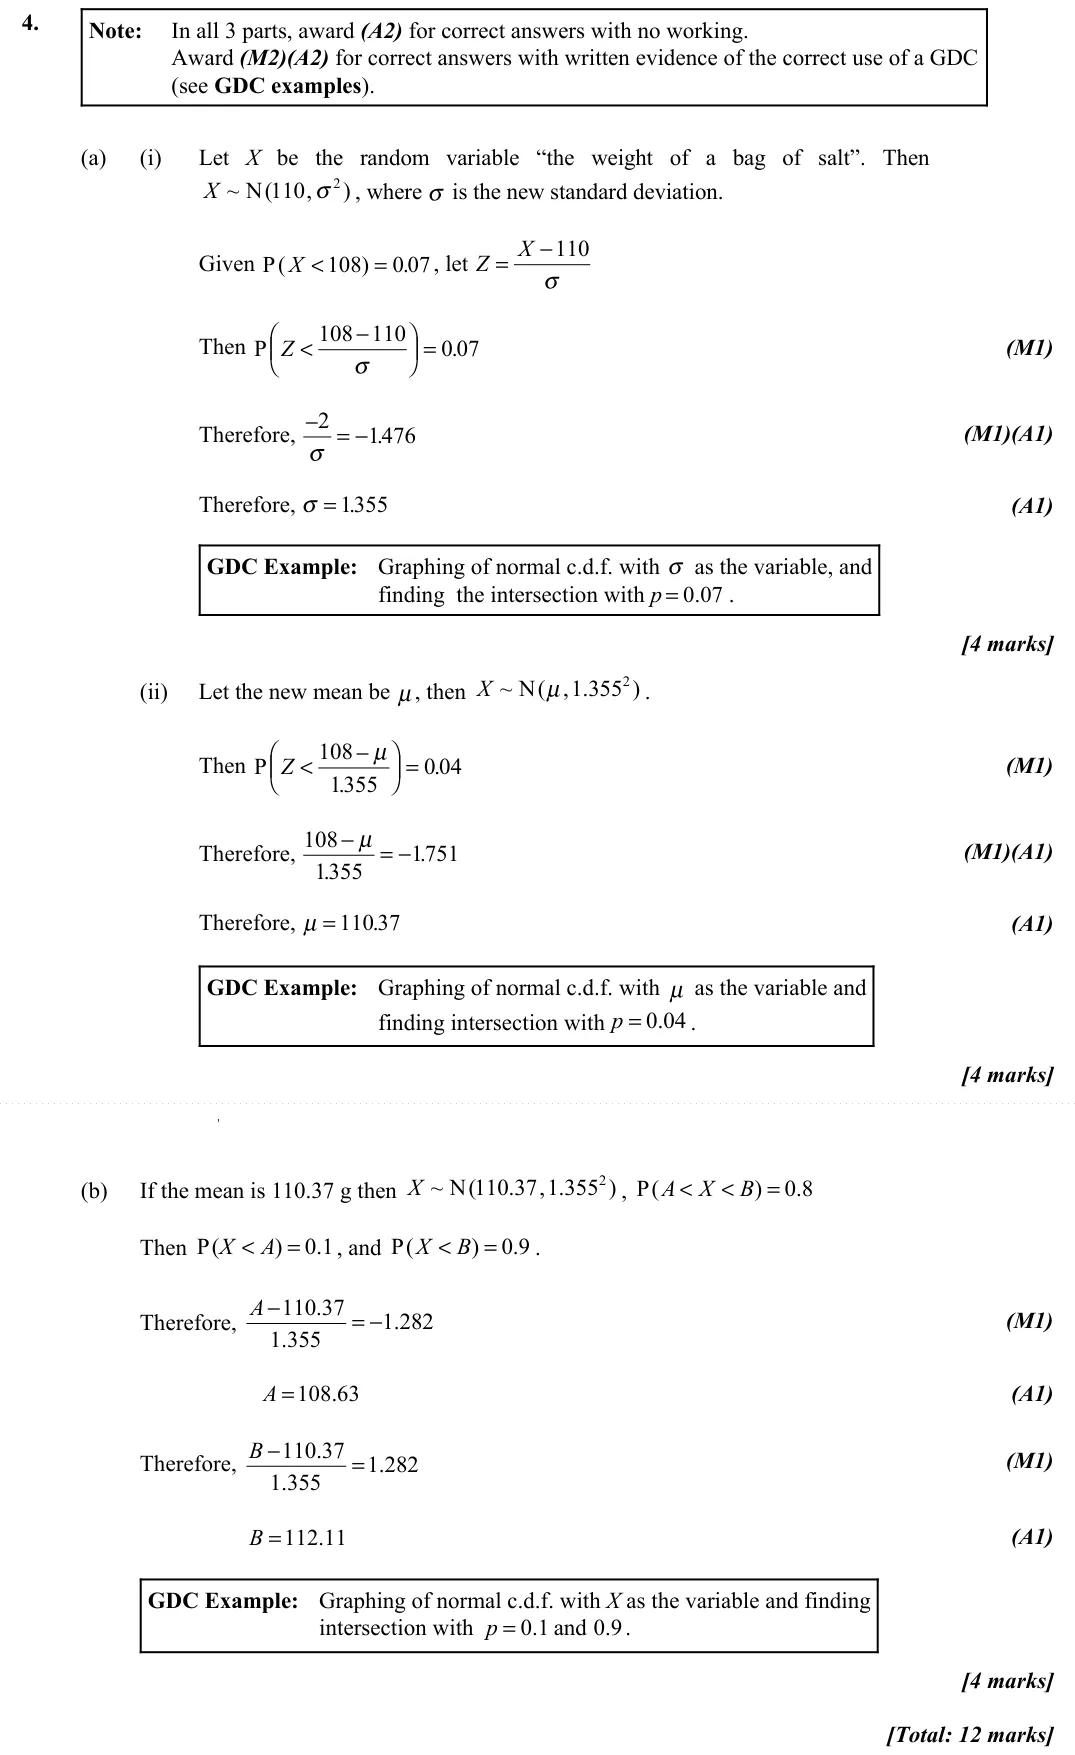 4.
Note: In all 3 parts, award (A2) for correct answers with no working.
Award (M2)(A2) for correct answers with written evidence of the correct use of a GDC
(see GDC examples).
(a) (i) Let X be the random variable “the weight of a bag of salt”. Then
X ~ N(110, σ²), where σ is the new standard deviation.
Given P(X < 108) = 0.07, let Z = (X − 110)/σ
Then P(Z < (108 − 110)/σ) = 0.07 (M1)
Therefore, −2/σ = −1.476 (M1)(A1)
Therefore, σ = 1.355 (A1)
GDC Example: Graphing of normal c.d.f. with σ as the variable, and
finding the intersection with p = 0.07 .
[4 marks]
(ii) Let the new mean be μ, then X ~ N(μ, 1.355²).
Then P(Z < (108 − μ)/1.355) = 0.04 (M1)
Therefore, (108 − μ)/1.355 = −1.751 (M1)(A1)
Therefore, μ = 110.37 (A1)
GDC Example: Graphing of normal c.d.f. with μ as the variable and
finding intersection with p = 0.04 .
[4 marks]
(b) If the mean is 110.37 g then X ~ N(110.37, 1.355²), P(A < X < B) = 0.8
Then P(X < A) = 0.1, and P(X < B) = 0.9.
Therefore, (A − 110.37)/1.355 = −1.282 (M1)
A = 108.63 (A1)
Therefore, (B − 110.37)/1.355 = 1.282 (M1)
B = 112.11 (A1)
GDC Example: Graphing of normal c.d.f. with X as the variable and finding
intersection with p = 0.1 and 0.9.
[4 marks]
[Total: 12 marks]